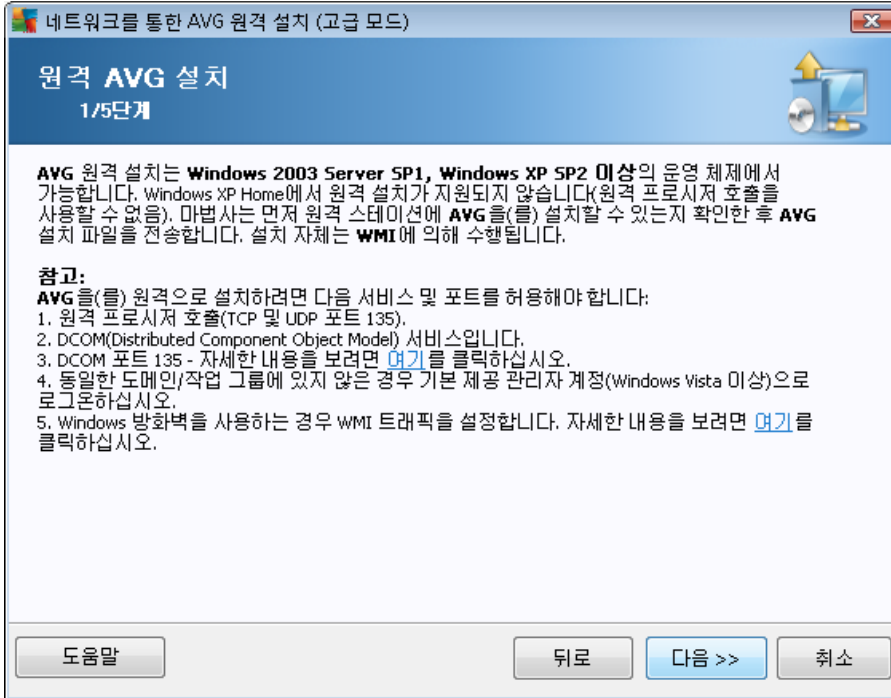 네트워크를 통한 AVG 원격 설치 (고급 모드)
원격 AVG 설치
1/5단계
AVG 원격 설치는 Windows 2003 Server SP1, Windows XP SP2 이상의 운영 체제에서
가능합니다. Windows XP Home에서 원격 설치가 지원되지 않습니다(원격 프로시저 호출을
사용할 수 없음). 마법사는 먼저 원격 스테이션에 AVG을(를) 설치할 수 있는지 확인한 후 AVG
설치 파일을 전송합니다. 설치 자체는 WMI에 의해 수행됩니다.
참고:
AVG을(를) 원격으로 설치하려면 다음 서비스 및 포트를 허용해야 합니다:
1. 원격 프로시저 호출(TCP 및 UDP 포트 135).
2. DCOM(Distributed Component Object Model) 서비스입니다.
3. DCOM 포트 135 - 자세한 내용을 보려면 여기를 클릭하십시오.
4. 동일한 도메인/작업 그룹에 있지 않은 경우 기본 제공 관리자 계정(Windows Vista 이상)으로
로그온하십시오.
5. Windows 방화벽을 사용하는 경우 WMI 트래픽을 설정합니다. 자세한 내용을 보려면 여기를
클릭하십시오.
도움말
뒤로
다음 >>
취소